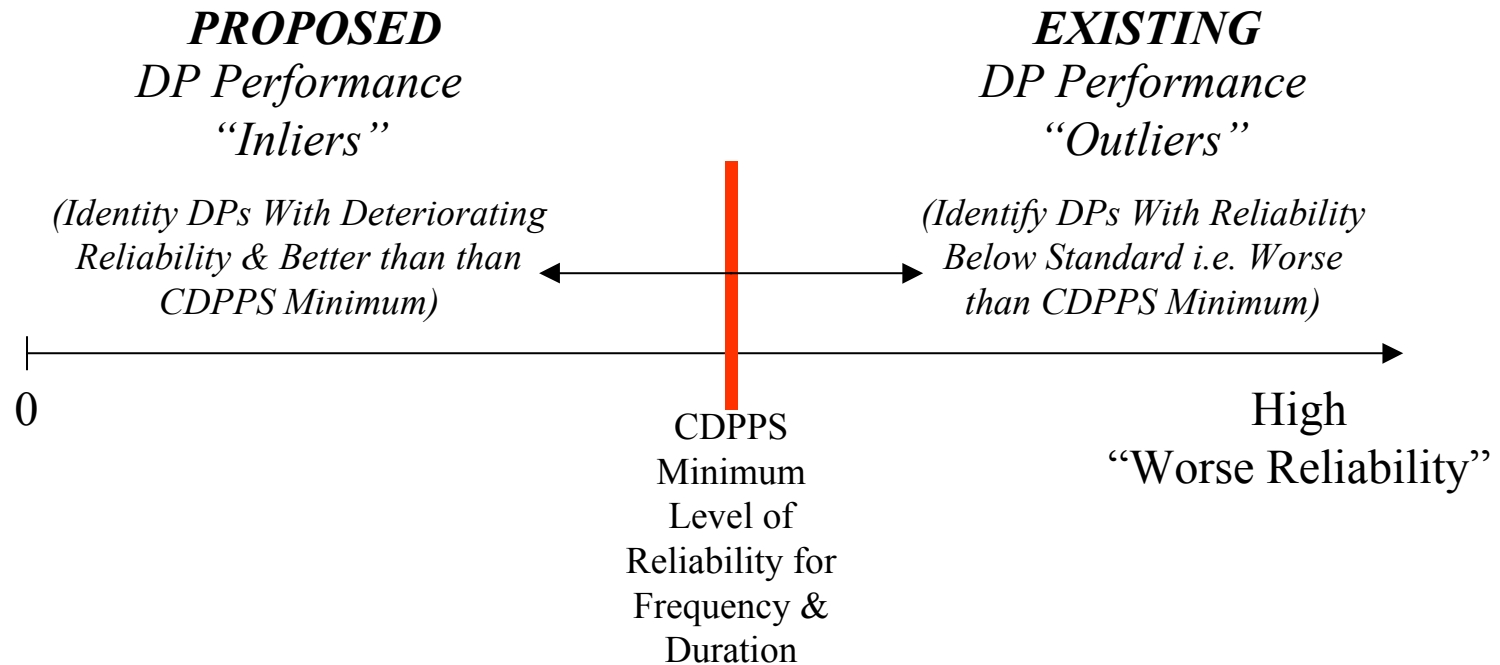 PROPOSED
DP Performance
“Inliers”
(Identity DPs With Deteriorating
Reliability & Better than than
CDPPS Minimum)
EXISTING
DP Performance
“Outliers”
(Identify DPs With Reliability
Below Standard i.e. Worse
than CDPPS Minimum)
0
CDPPS
Minimum
Level of
Reliability for
Frequency &
Duration
High
“Worse Reliability”